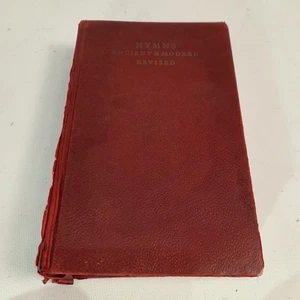 HYMNS
ANCIENT & MODERN
REVISED